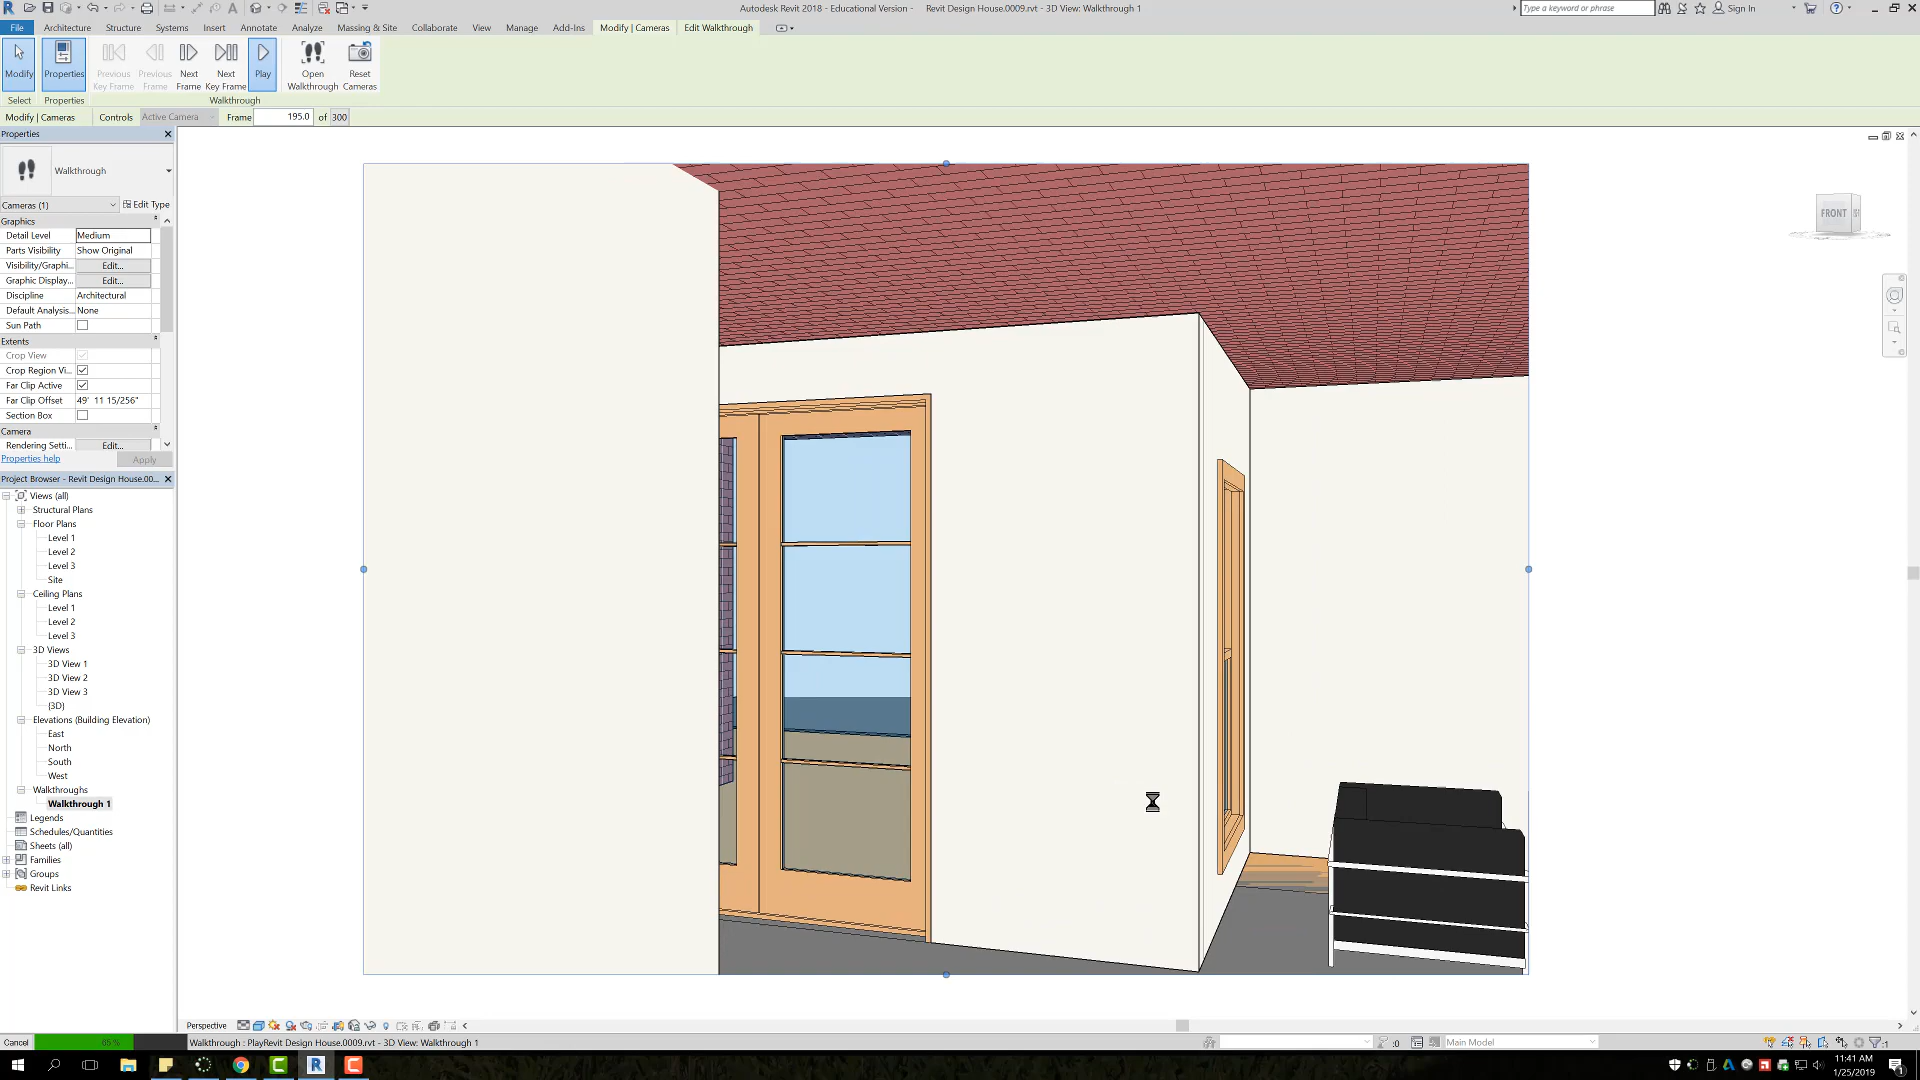 Autodesk Revit 2018 - Educational Version - Revit Design House.0009.rvt - 3D View: Walkthrough 1
Type a keyword or phrase
Sign In
File Architecture Structure Systems Insert Annotate Analyze Massing & Site Collaborate View Manage Add-Ins Modify | Cameras Edit Walkthrough
Modify Properties Previous Key Frame Previous Frame Next Frame Next Key Frame Play Open Walkthrough Reset Cameras
Select Properties Walkthrough
Modify | Cameras Controls Active Camera Frame 195.0 of 300
Properties
Walkthrough
Cameras (1) Edit Type
Graphics
Detail Level Medium
Parts Visibility Show Original
Visibility/Graphi... Edit...
Graphic Display... Edit...
Discipline Architectural
Default Analysis... None
Sun Path
Extents
Crop View
Crop Region Vi...
Far Clip Active
Far Clip Offset 49' 11 15/256"
Section Box
Camera
Rendering Setti... Edit...
Properties help Apply
Project Browser - Revit Design House.00...
Views (all)
Structural Plans
Floor Plans
Level 1
Level 2
Level 3
Site
Ceiling Plans
Level 1
Level 2
Level 3
3D Views
3D View 1
3D View 2
3D View 3
{3D}
Elevations (Building Elevation)
East
North
South
West
Walkthroughs
Walkthrough 1
Legends
Schedules/Quantities
Sheets (all)
Families
Groups
Revit Links
FRONT
Perspective
Cancel 65 % Walkthrough : PlayRevit Design House.0009.rvt - 3D View: Walkthrough 1
:0
Main Model
:1
11:41 AM
1/25/2019